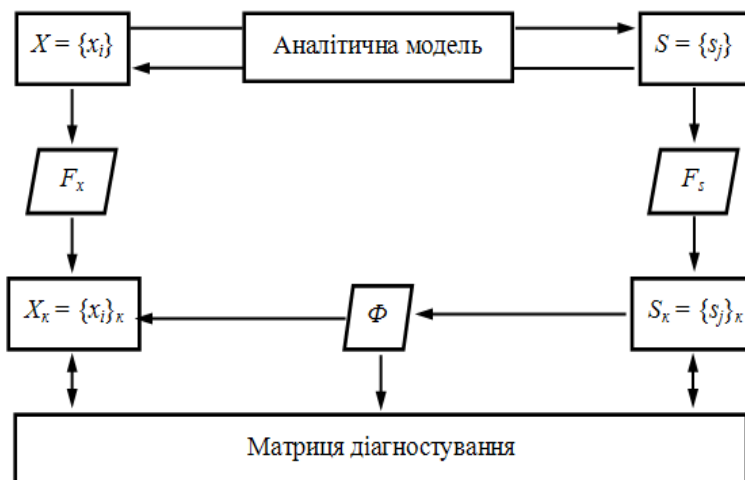 X = {xᵢ} Аналітична модель S = {sⱼ}
Fₓ Fₛ
Xк = {xᵢ}к Ф Sк = {sⱼ}к
Матриця діагностування